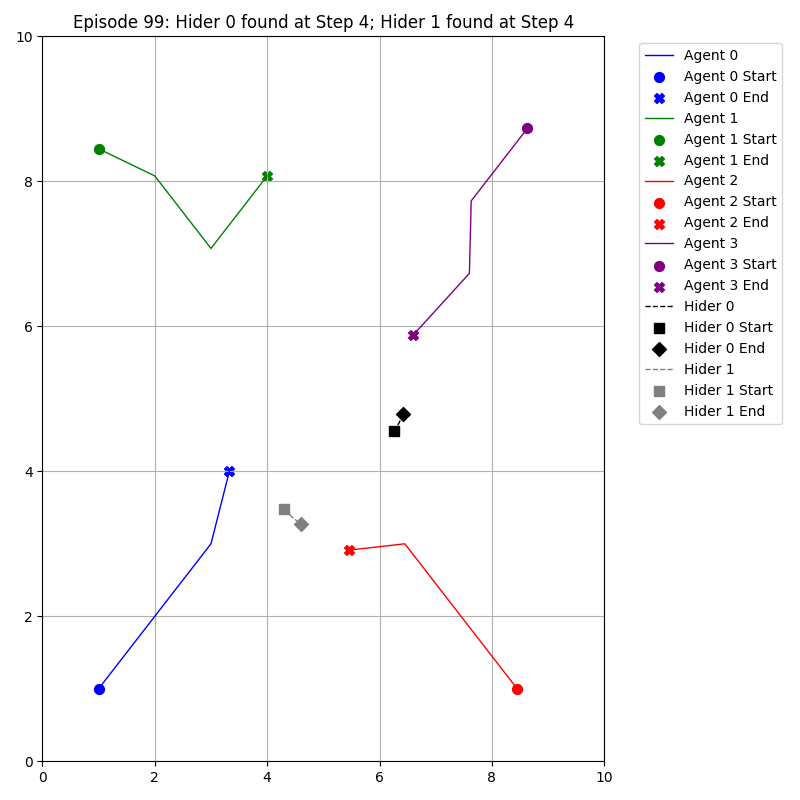 Episode 99: Hider 0 found at Step 4; Hider 1 found at Step 4
10
8
6
4
2
0
0 2 4 6 8 10
Agent 0
Agent 0 Start
Agent 0 End
Agent 1
Agent 1 Start
Agent 1 End
Agent 2
Agent 2 Start
Agent 2 End
Agent 3
Agent 3 Start
Agent 3 End
Hider 0
Hider 0 Start
Hider 0 End
Hider 1
Hider 1 Start
Hider 1 End